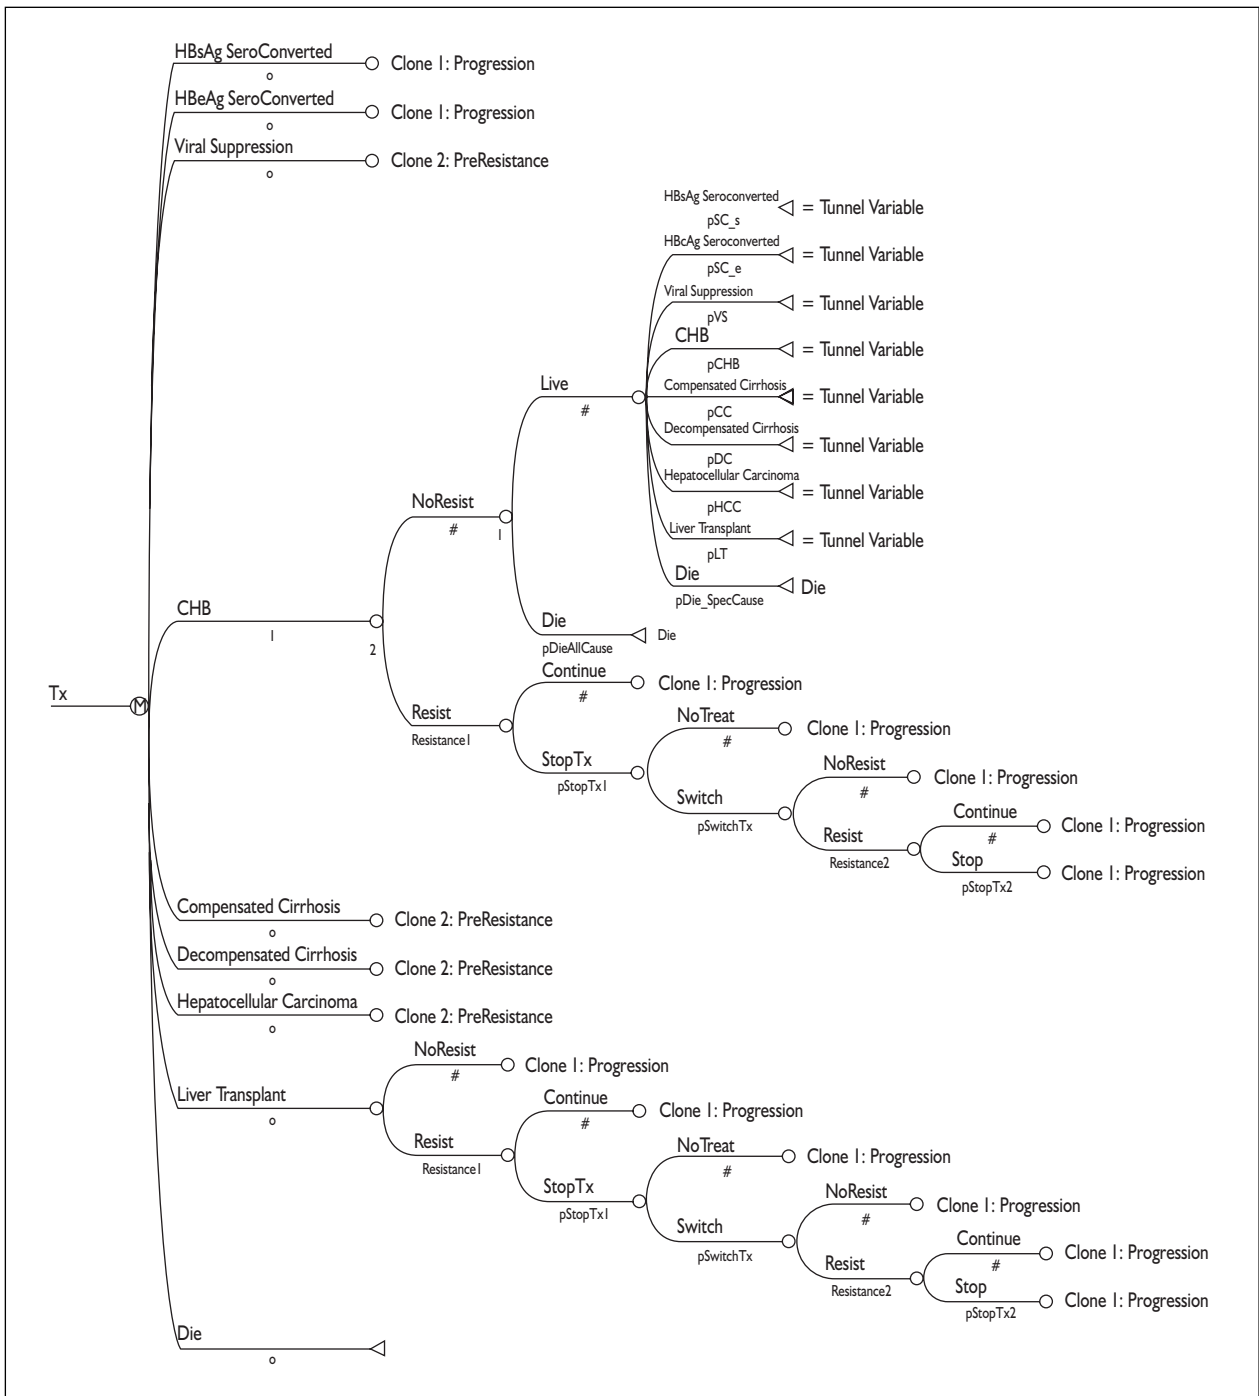 HBsAg SeroConverted
o
Clone 1: Progression
HBeAg SeroConverted
o
Clone 1: Progression
Viral Suppression
o
Clone 2: PreResistance
HBsAg Seroconverted
pSC_s
= Tunnel Variable
HBcAg Seroconverted
pSC_e
= Tunnel Variable
Viral Suppression
pVS
= Tunnel Variable
CHB
pCHB
= Tunnel Variable
Compensated Cirrhosis
pCC
= Tunnel Variable
Decompensated Cirrhosis
pDC
= Tunnel Variable
Hepatocellular Carcinoma
pHCC
= Tunnel Variable
Liver Transplant
pLT
= Tunnel Variable
Die
pDie_SpecCause
Die
Live
#
NoResist
#
1
Die
pDieAllCause
Die
CHB
1
2
Tx
M
Resist
Resistance1
Continue
#
Clone 1: Progression
StopTx
pStopTx1
NoTreat
#
Clone 1: Progression
Switch
pSwitchTx
NoResist
#
Clone 1: Progression
Resist
Resistance2
Continue
#
Clone 1: Progression
Stop
pStopTx2
Clone 1: Progression
Compensated Cirrhosis
o
Clone 2: PreResistance
Decompensated Cirrhosis
o
Clone 2: PreResistance
Hepatocellular Carcinoma
o
Clone 2: PreResistance
Liver Transplant
o
NoResist
#
Clone 1: Progression
Resist
Resistance1
Continue
#
Clone 1: Progression
StopTx
pStopTx1
NoTreat
#
Clone 1: Progression
Switch
pSwitchTx
NoResist
#
Clone 1: Progression
Resist
Resistance2
Continue
#
Clone 1: Progression
Stop
pStopTx2
Clone 1: Progression
Die
o